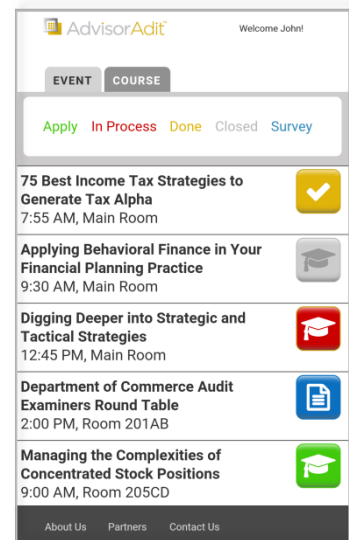 AdvisorAdit
Welcome John!
EVENT COURSE
Apply In Process Done Closed Survey
75 Best Income Tax Strategies to
Generate Tax Alpha
7:55 AM, Main Room
Applying Behavioral Finance in Your
Financial Planning Practice
9:30 AM, Main Room
Digging Deeper into Strategic and
Tactical Strategies
12:45 PM, Main Room
Department of Commerce Audit
Examiners Round Table
2:00 PM, Room 201AB
Managing the Complexities of
Concentrated Stock Positions
9:00 AM, Room 205CD
About Us Partners Contact Us